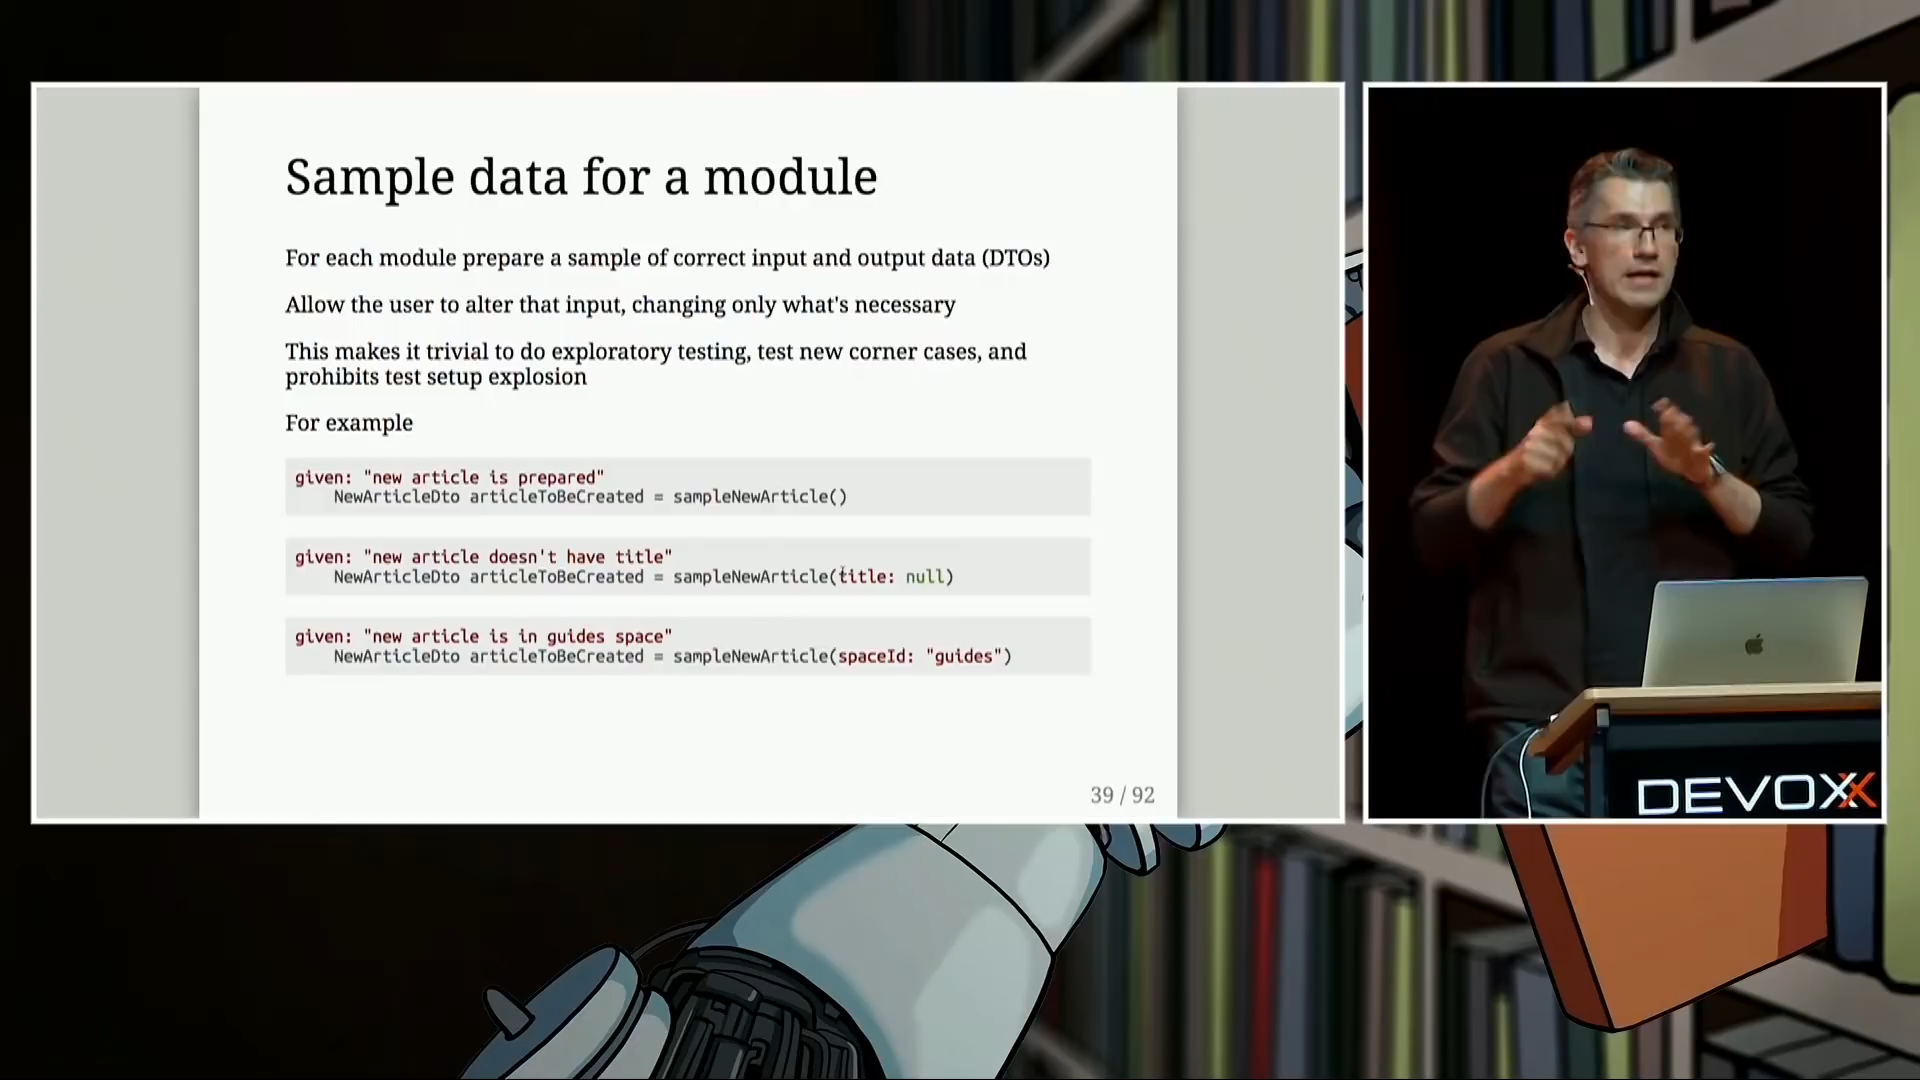 Sample data for a module
For each module prepare a sample of correct input and output data (DTOs)
Allow the user to alter that input, changing only what's necessary
This makes it trivial to do exploratory testing, test new corner cases, and
prohibits test setup explosion
For example
given: "new article is prepared"
NewArticleDto articleToBeCreated = sampleNewArticle()
given: "new article doesn't have title"
NewArticleDto articleToBeCreated = sampleNewArticle(title: null)
given: "new article is in guides space"
NewArticleDto articleToBeCreated = sampleNewArticle(spaceId: "guides")
39 / 92
DEVOXX